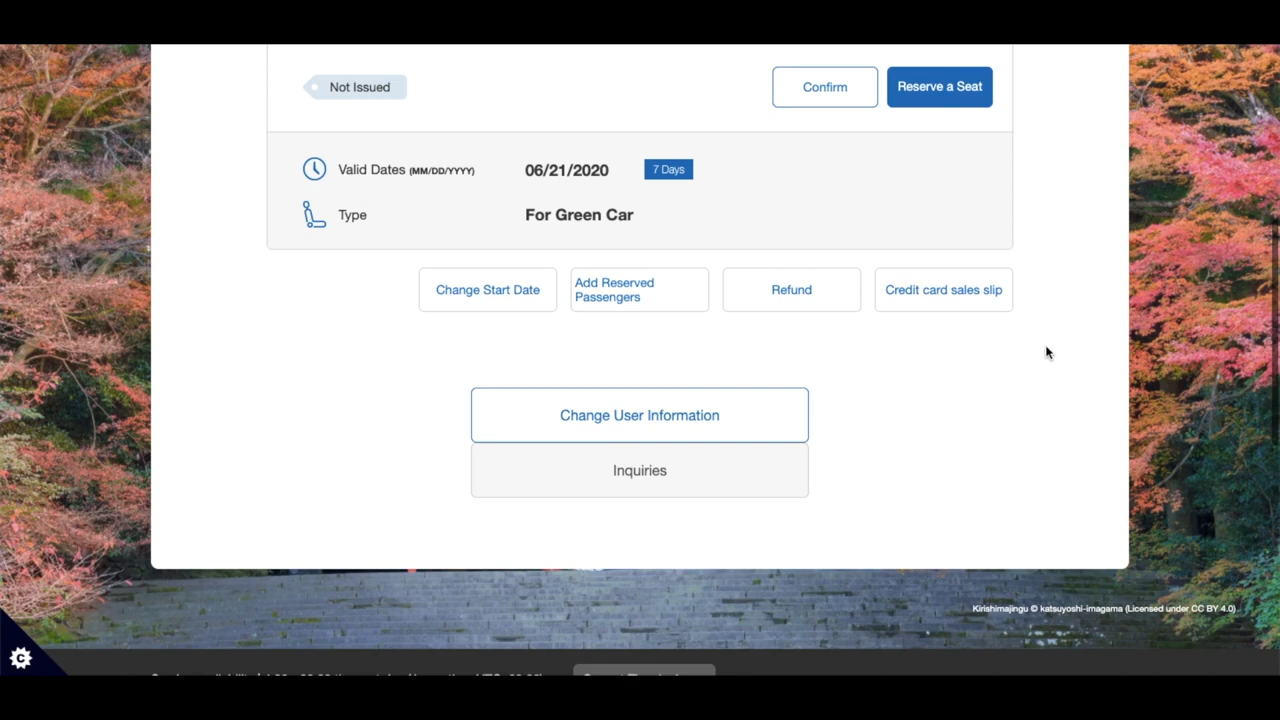 Not Issued
Confirm
Reserve a Seat
Valid Dates (MM/DD/YYYY)
06/21/2020
7 Days
Type
For Green Car
Change Start Date
Add Reserved
Passengers
Refund
Credit card sales slip
Change User Information
Inquiries
Kirishimajingu © katsuyoshi-imagama (Licensed under CC BY 4.0)